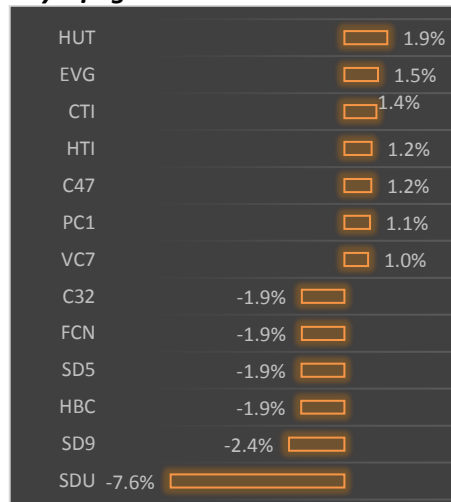 HUT 1.9%
EVG 1.5%
CTI 1.4%
HTI 1.2%
C47 1.2%
PC1 1.1%
VC7 1.0%
C32 -1.9%
FCN -1.9%
SD5 -1.9%
HBC -1.9%
SD9 -2.4%
SDU -7.6%